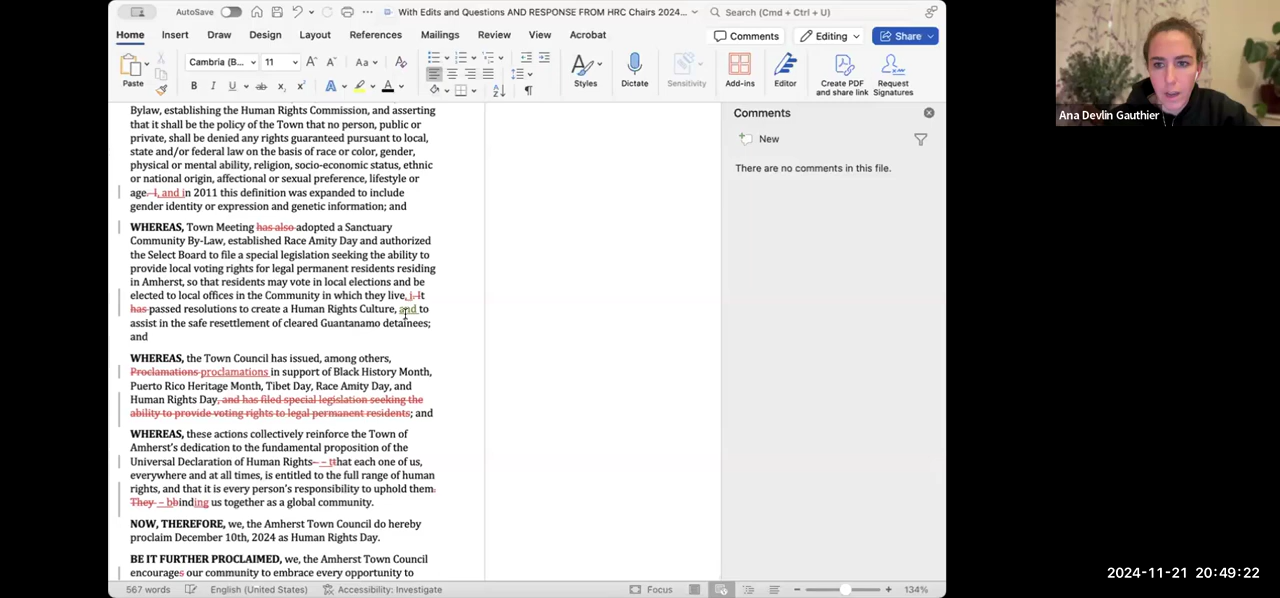 AutoSave
With Edits and Questions AND RESPONSE FROM HRC Chairs 2024...
Search (Cmd + Ctrl + U)
Home Insert Draw Design Layout References Mailings Review View Acrobat
Comments Editing Share
Paste
Cambria (B... 11
Styles
Dictate
Sensitivity
Add-ins
Editor
Create PDF
and share link
Request
Signatures
Bylaw, establishing the Human Rights Commission, and asserting
that it shall be the policy of the Town that no person, public or
private, shall be denied any rights guaranteed pursuant to local,
state and/or federal law on the basis of race or color, gender,
physical or mental ability, religion, socio-economic status, ethnic
or national origin, affectional or sexual preference, lifestyle or
age. I, and in 2011 this definition was expanded to include
gender identity or expression and genetic information; and
WHEREAS, Town Meeting has also adopted a Sanctuary
Community By-Law, established Race Amity Day and authorized
the Select Board to file a special legislation seeking the ability to
provide local voting rights for legal permanent residents residing
in Amherst, so that residents may vote in local elections and be
elected to local offices in the Community in which they live, i. It
has passed resolutions to create a Human Rights Culture, and to
assist in the safe resettlement of cleared Guantanamo detainees;
and
WHEREAS, the Town Council has issued, among others,
Proclamations proclamations in support of Black History Month,
Puerto Rico Heritage Month, Tibet Day, Race Amity Day, and
Human Rights Day, and has filed special legislation seeking the
ability to provide voting rights to legal permanent residents; and
WHEREAS, these actions collectively reinforce the Town of
Amherst's dedication to the fundamental proposition of the
Universal Declaration of Human Rights- – tthat each one of us,
everywhere and at all times, is entitled to the full range of human
rights, and that it is every person's responsibility to uphold them.
They – bbinding us together as a global community.
NOW, THEREFORE, we, the Amherst Town Council do hereby
proclaim December 10th, 2024 as Human Rights Day.
BE IT FURTHER PROCLAIMED, we, the Amherst Town Council
encourages our community to embrace every opportunity to
Comments
New
There are no comments in this file.
567 words English (United States) Accessibility: Investigate
Focus
134%
Ana Devlin Gauthier
2024-11-21 20:49:22